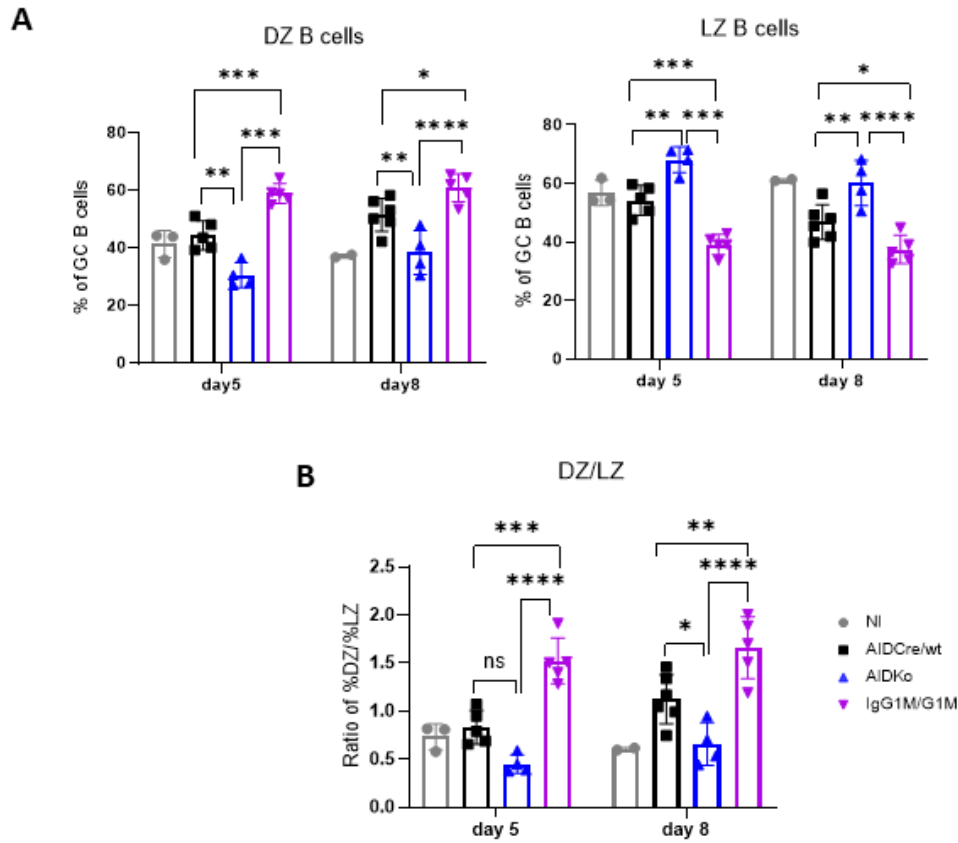 A
DZ B cells
% of GC B cells
80
60
40
20
0
*** ** *** * ** ****
day5 day8
LZ B cells
% of GC B cells
80
60
40
20
0
*** ** *** * ** ****
day 5 day 8
B
DZ/LZ
Ratio of %DZ/%LZ
2.5
2.0
1.5
1.0
0.5
0.0
*** **** ns ** **** *
day 5 day 8
NI
AIDCre/wt
AIDKo
IgG1M/G1M